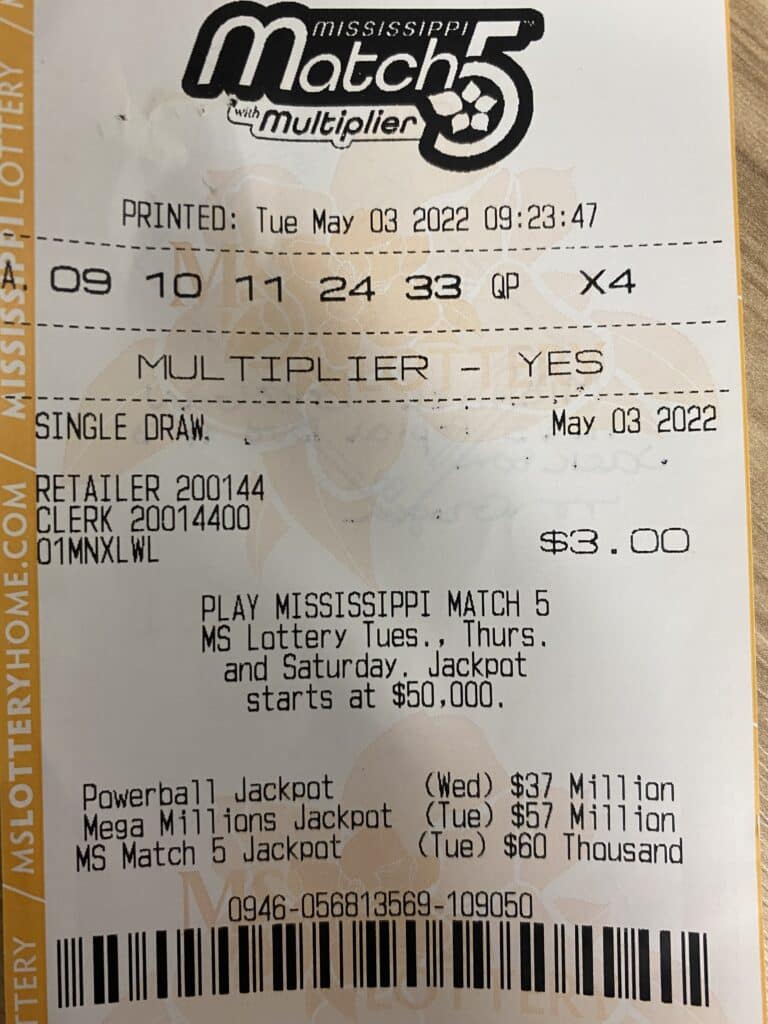 MISSISSIPPI
Match 5™
with Multiplier
PRINTED: Tue May 03 2022 09:23:47
A. 09 10 11 24 33 QP X4
MULTIPLIER - YES
SINGLE DRAW. May 03 2022
RETAILER 200144
CLERK 20014400
01MNXLWL
$3.00
PLAY MISSISSIPPI MATCH 5
MS Lottery Tues., Thurs.
and Saturday. Jackpot
starts at $50,000.
Powerball Jackpot (Wed) $37 Million
Mega Millions Jackpot (Tue) $57 Million
MS Match 5 Jackpot (Tue) $60 Thousand
0946-056813569-109050
TTERY / MSLOTTERYHOME.COM / MISSISSIPPI LOTTERY /